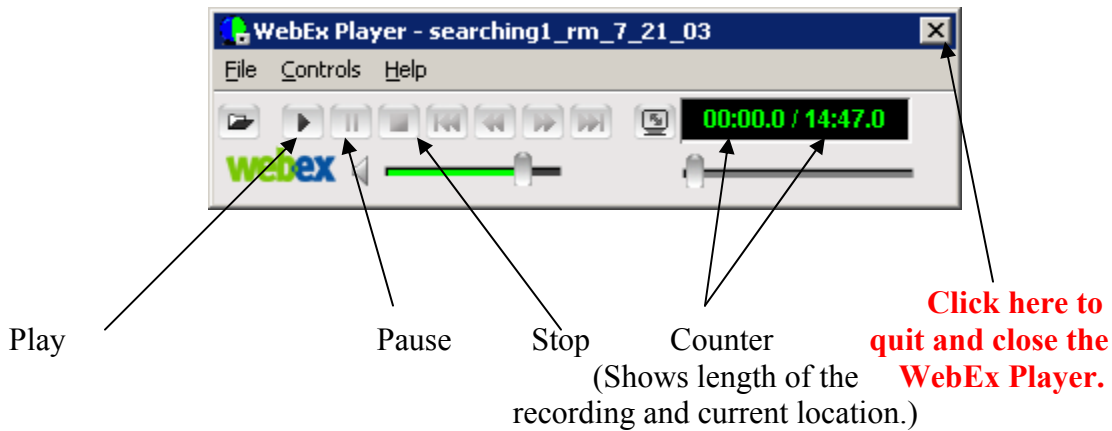 WebEx Player - searching1_rm_7_21_03
File Controls Help
00:00.0 / 14:47.0
webex
Play
Pause
Stop
Counter
(Shows length of the
recording and current location.)
Click here to
quit and close the
WebEx Player.